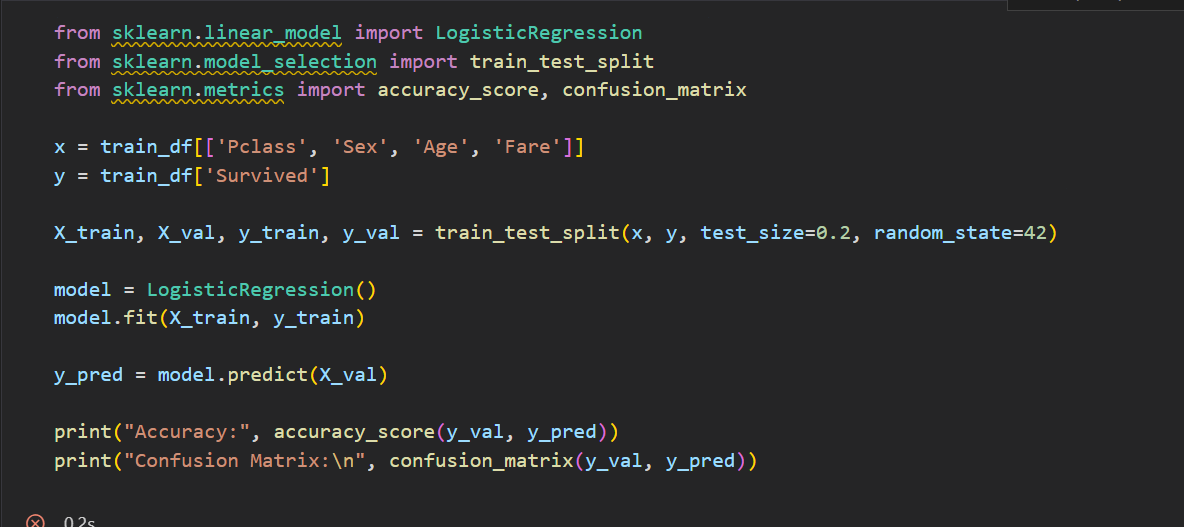 from sklearn.linear_model import LogisticRegression
from sklearn.model_selection import train_test_split
from sklearn.metrics import accuracy_score, confusion_matrix
x = train_df[['Pclass', 'Sex', 'Age', 'Fare']]
y = train_df['Survived']
X_train, X_val, y_train, y_val = train_test_split(x, y, test_size=0.2, random_state=42)
model = LogisticRegression()
model.fit(X_train, y_train)
y_pred = model.predict(X_val)
print("Accuracy:", accuracy_score(y_val, y_pred))
print("Confusion Matrix:\n", confusion_matrix(y_val, y_pred))
0.2s